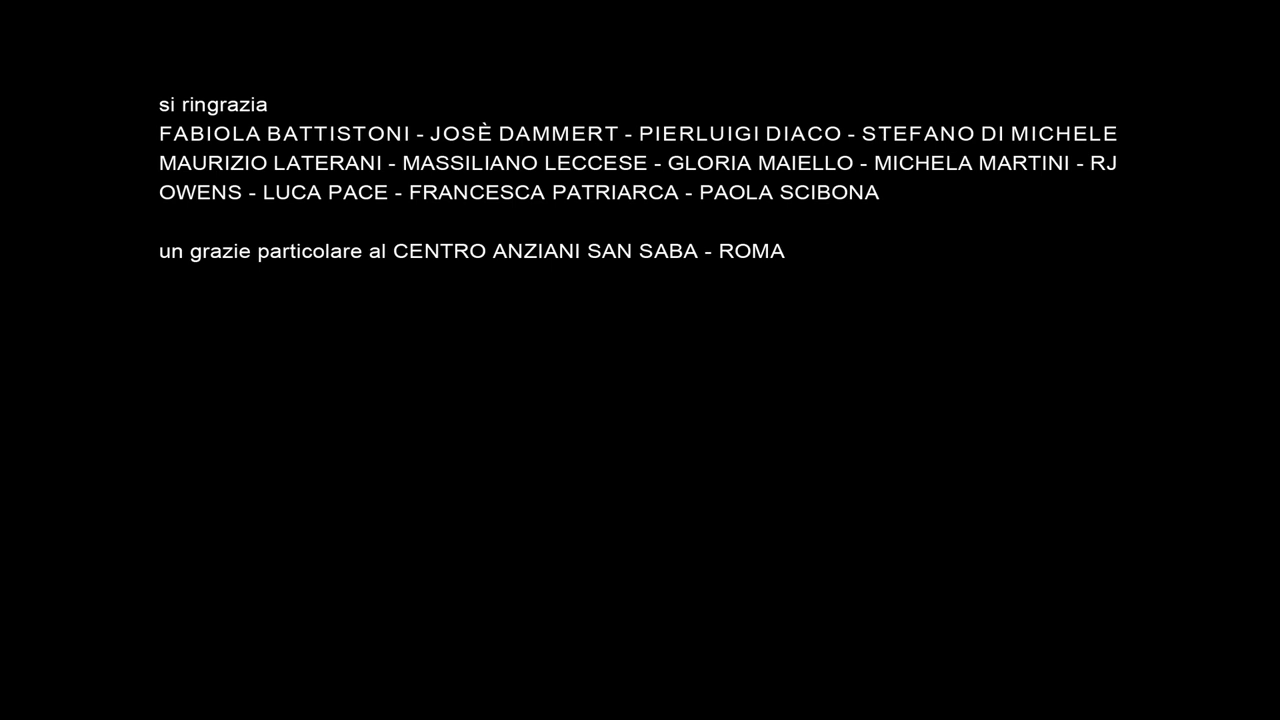 si ringrazia
FABIOLA BATTISTONI - JOSÈ DAMMERT - PIERLUIGI DIACO - STEFANO DI MICHELE
MAURIZIO LATERANI - MASSILIANO LECCESE - GLORIA MAIELLO - MICHELA MARTINI - RJ
OWENS - LUCA PACE - FRANCESCA PATRIARCA - PAOLA SCIBONA
un grazie particolare al CENTRO ANZIANI SAN SABA - ROMA